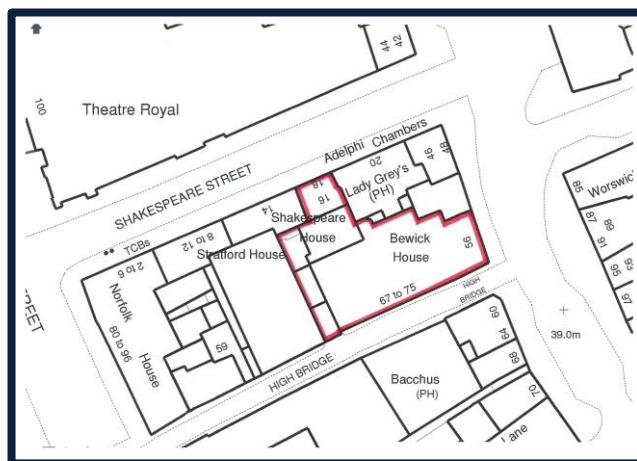 44
42
100
Theatre Royal
SHAKESPEARE STREET
Adelphi Chambers
48
46
20
Lady Grey's
(PH)
18
16
14
Shakespeare
House
8 to 12
Stratford House
TCBs
2 to 6
Norfolk
House
80 to 96
59
Bewick
House
56
67 to 75
HIGH
BRIDGE
HIGH BRIDGE
Worswick
85
87
89
91
93
95
97
39.0m
60
64
68
70
Bacchus
(PH)
Lane